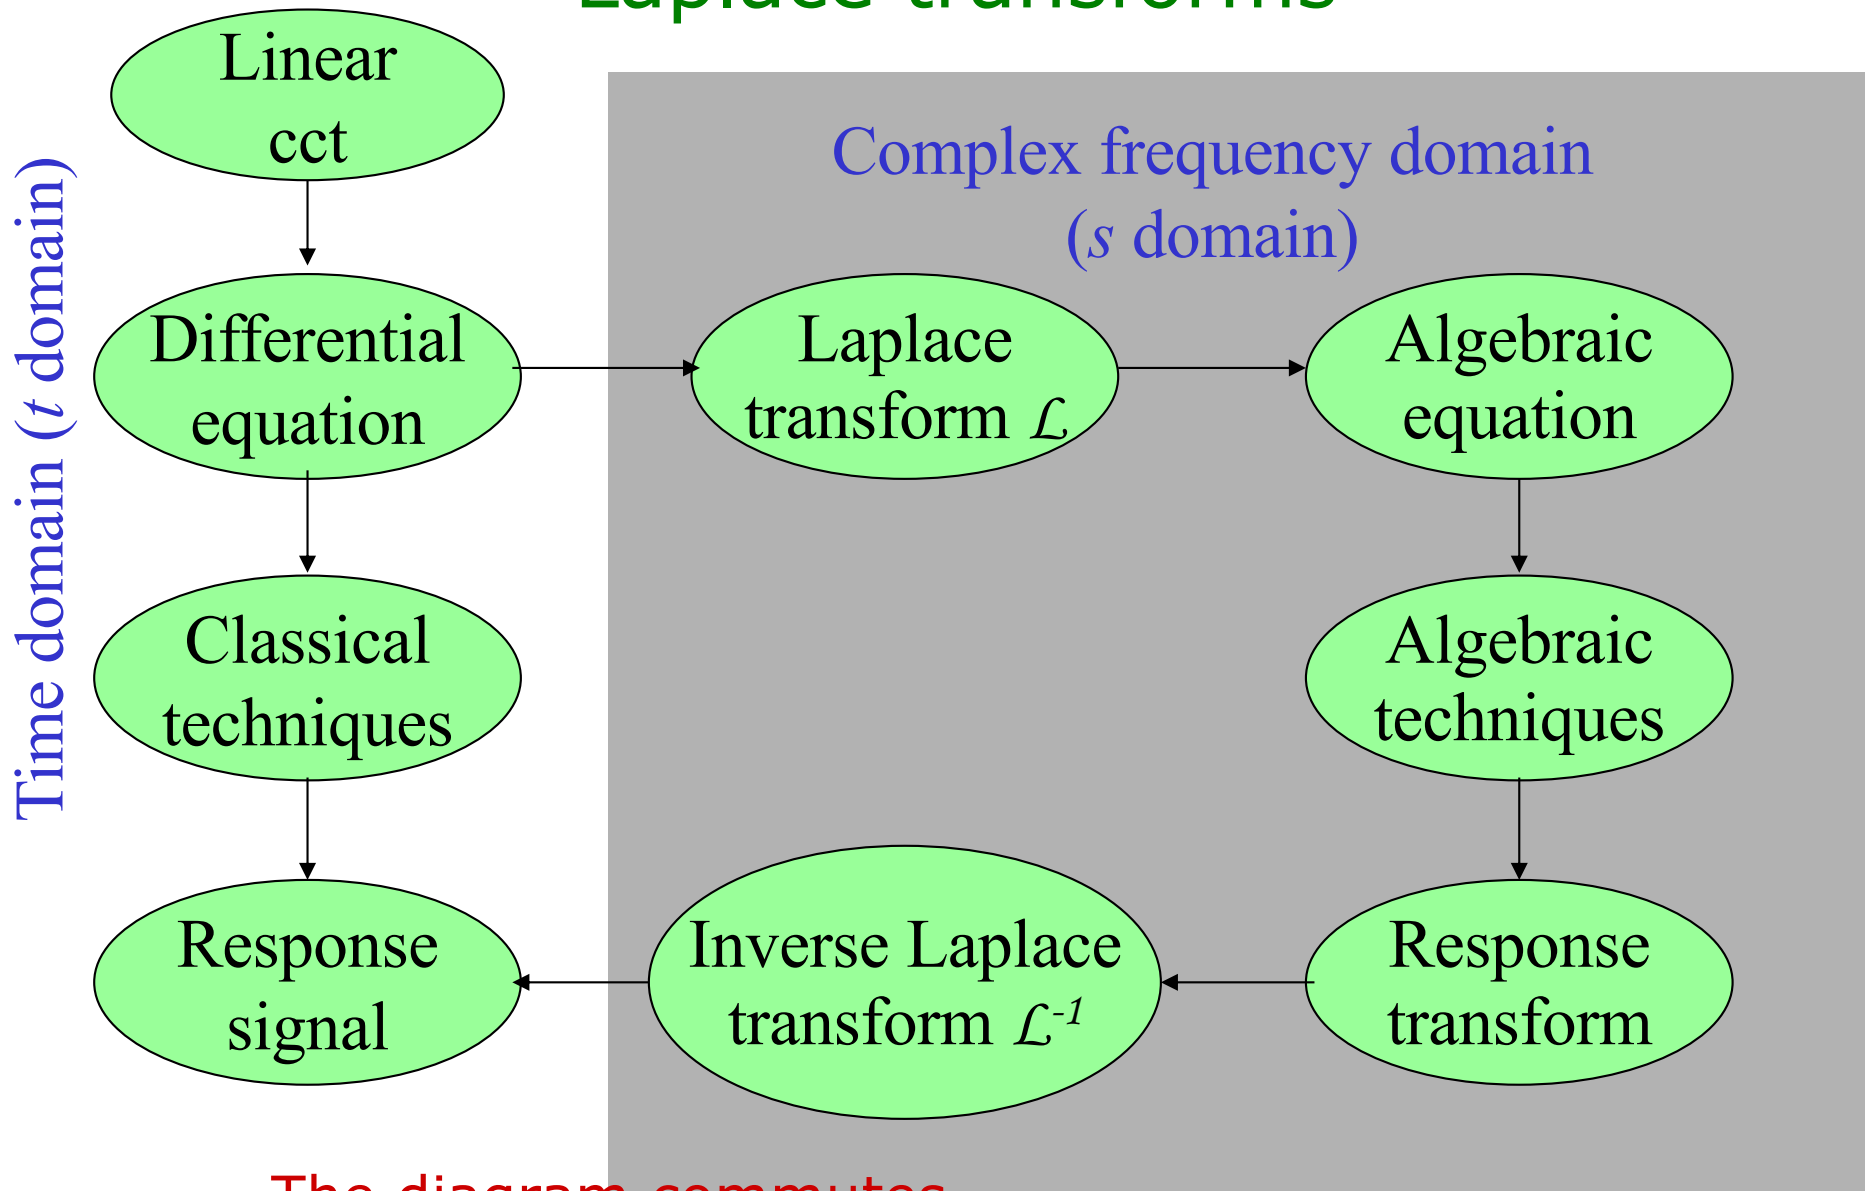 Laplace transforms
Linear
cct
Complex frequency domain
(s domain)
Time domain (t domain)
Differential
equation
Laplace
transform ℒ
Algebraic
equation
Classical
techniques
Algebraic
techniques
Response
signal
Inverse Laplace
transform ℒ-1
Response
transform
The diagram commutes